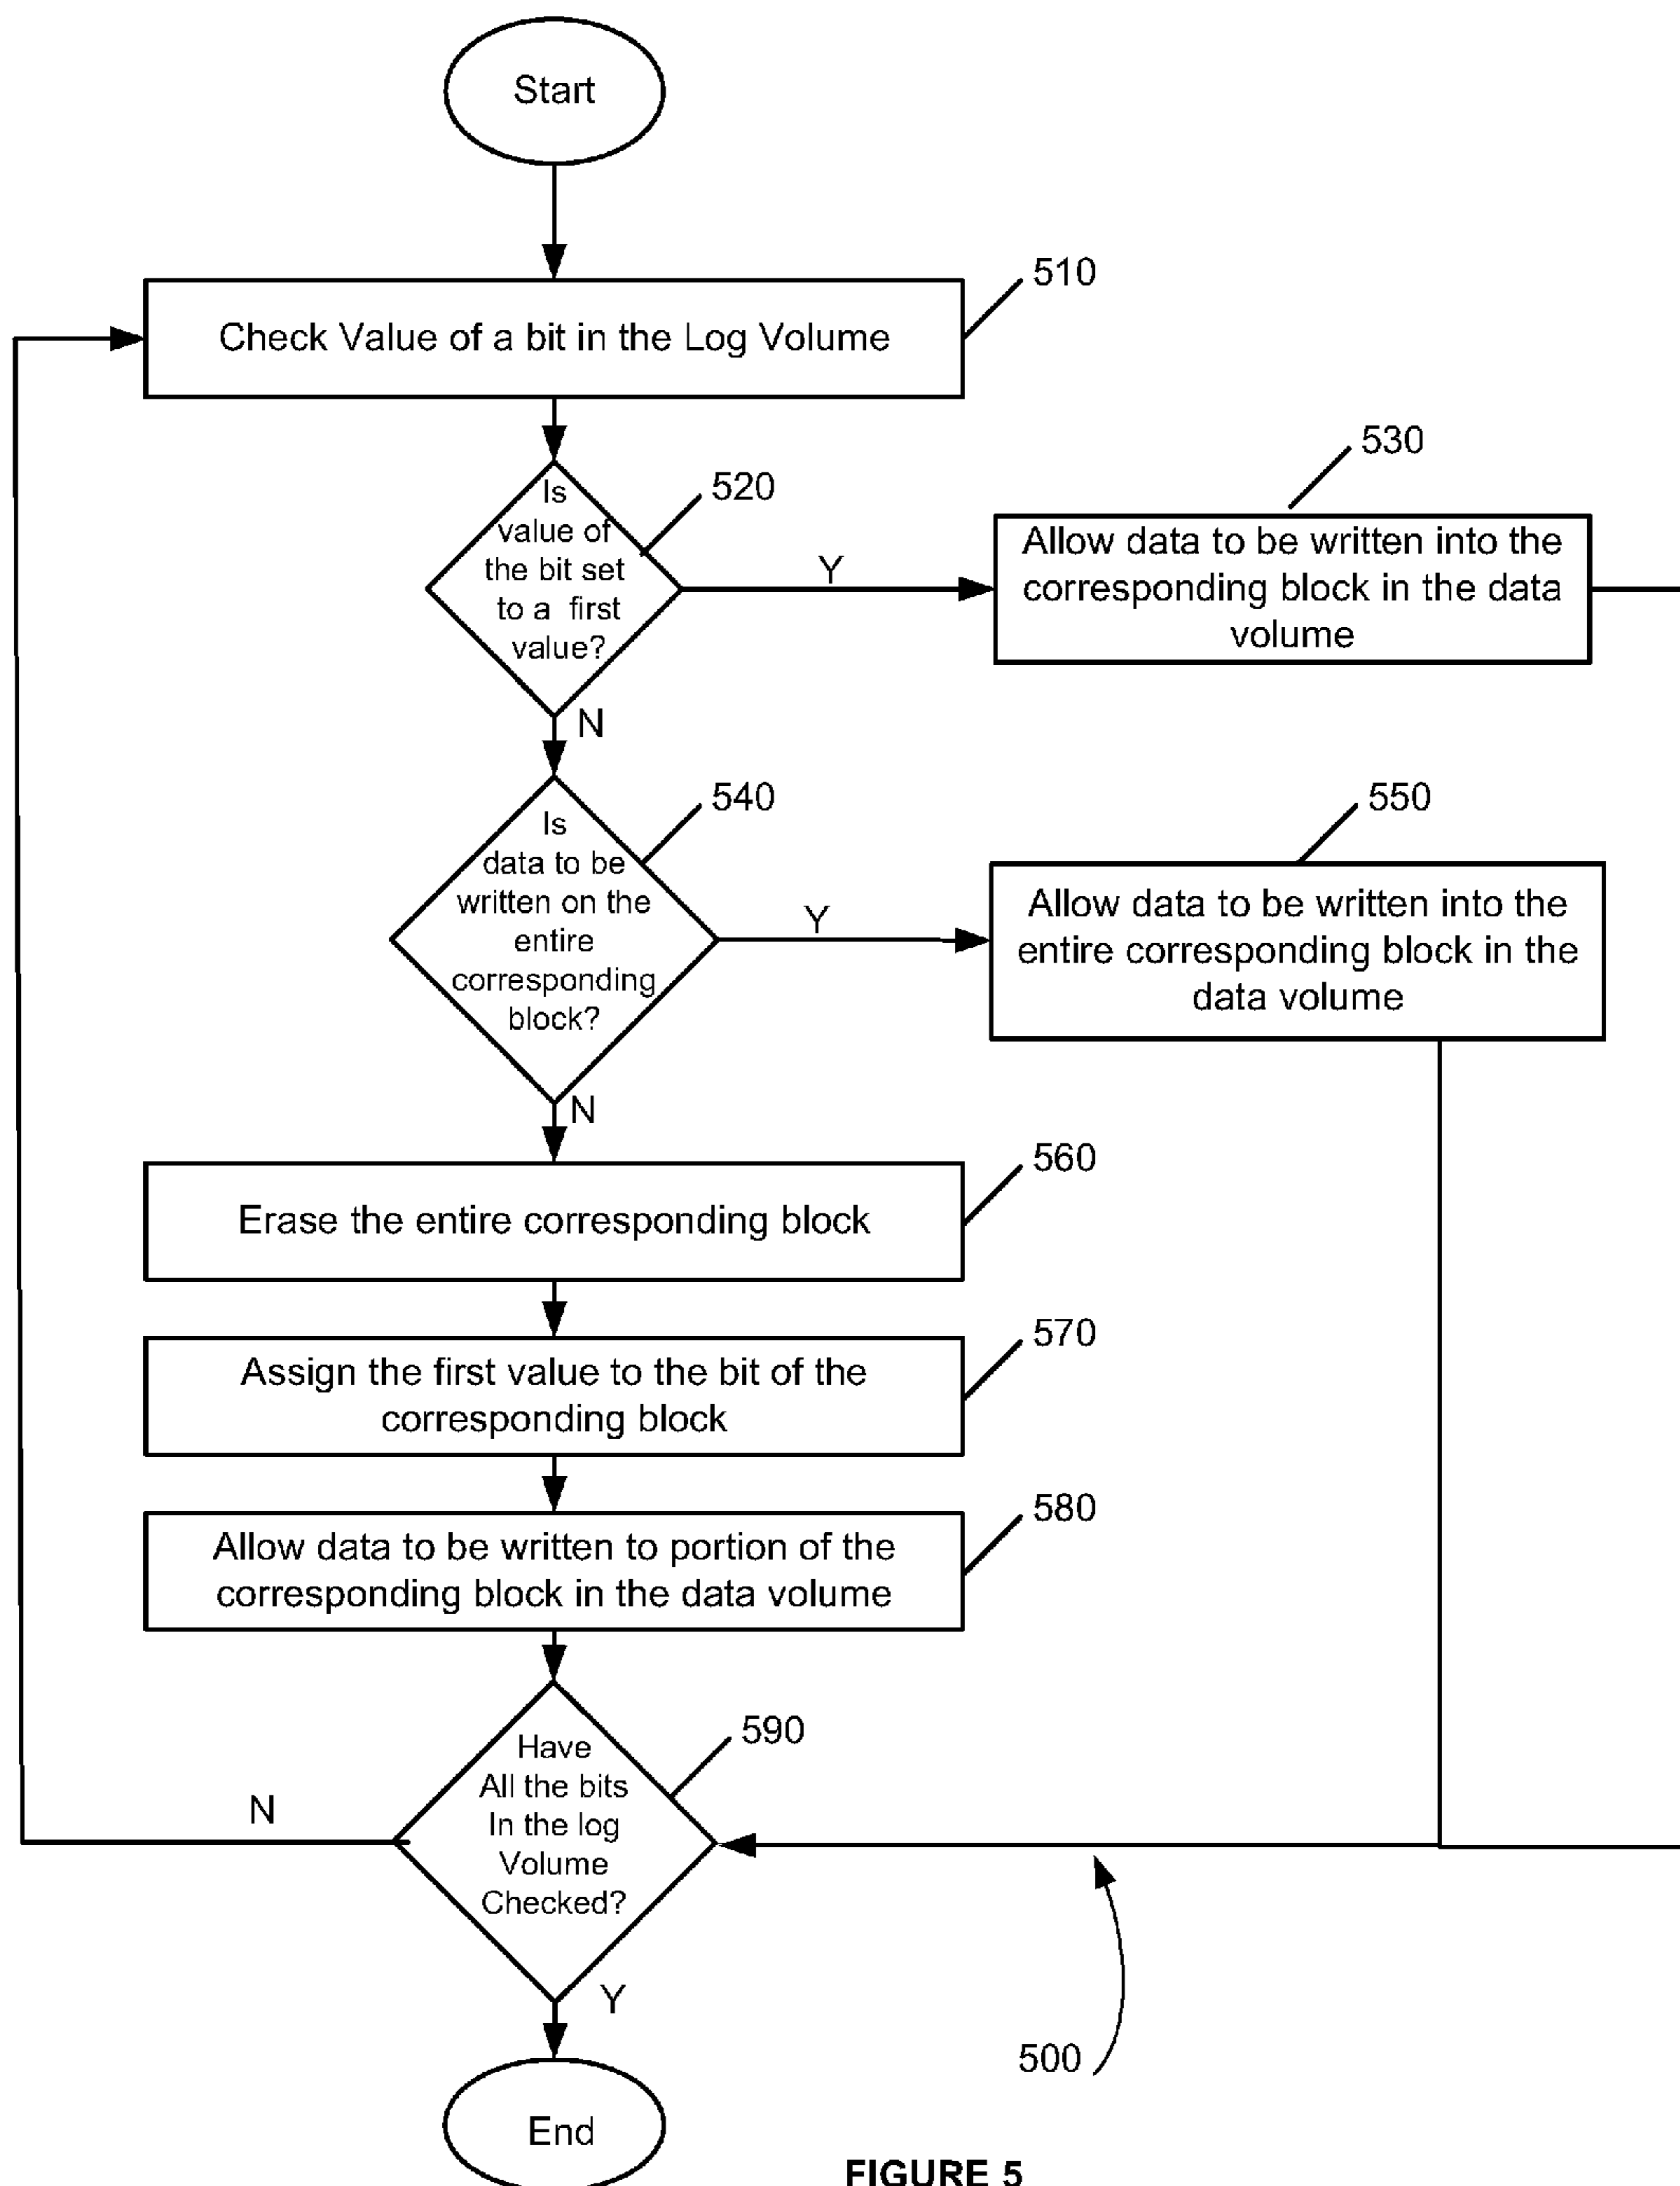 Start
510
Check Value of a bit in the Log Volume
520
530
Is
value of
the bit set
to a first
value?
Y
Allow data to be written into the
corresponding block in the data
volume
N
540
550
Is
data to be
written on the
entire
corresponding
block?
Y
Allow data to be written into the
entire corresponding block in the
data volume
N
560
Erase the entire corresponding block
570
Assign the first value to the bit of the
corresponding block
580
Allow data to be written to portion of the
corresponding block in the data volume
590
Have
All the bits
In the log
Volume
Checked?
N
Y
500
End
FIGURE 5